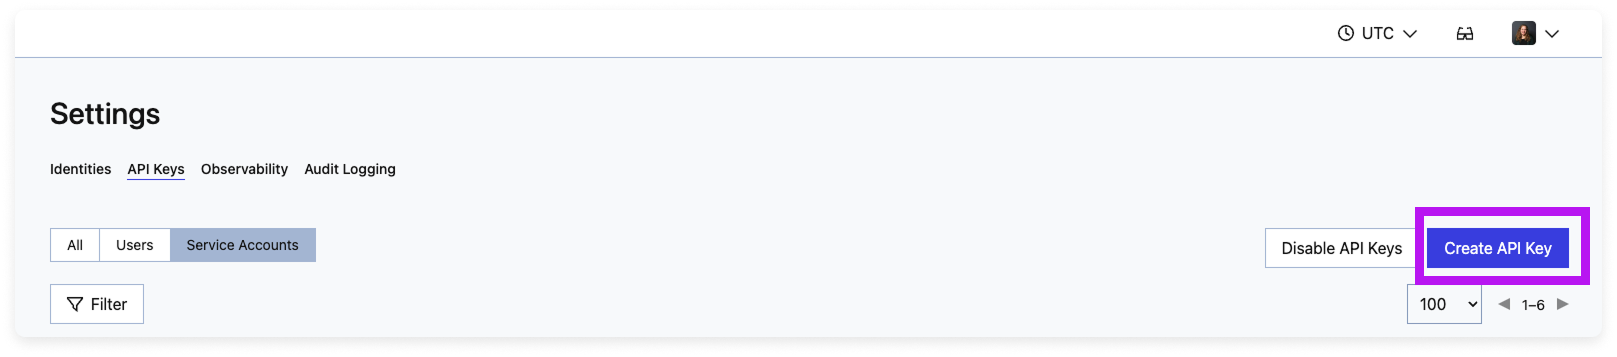 UTC
Settings
Identities API Keys Observability Audit Logging
All Users Service Accounts Disable API Keys Create API Key
Filter 100 1–6